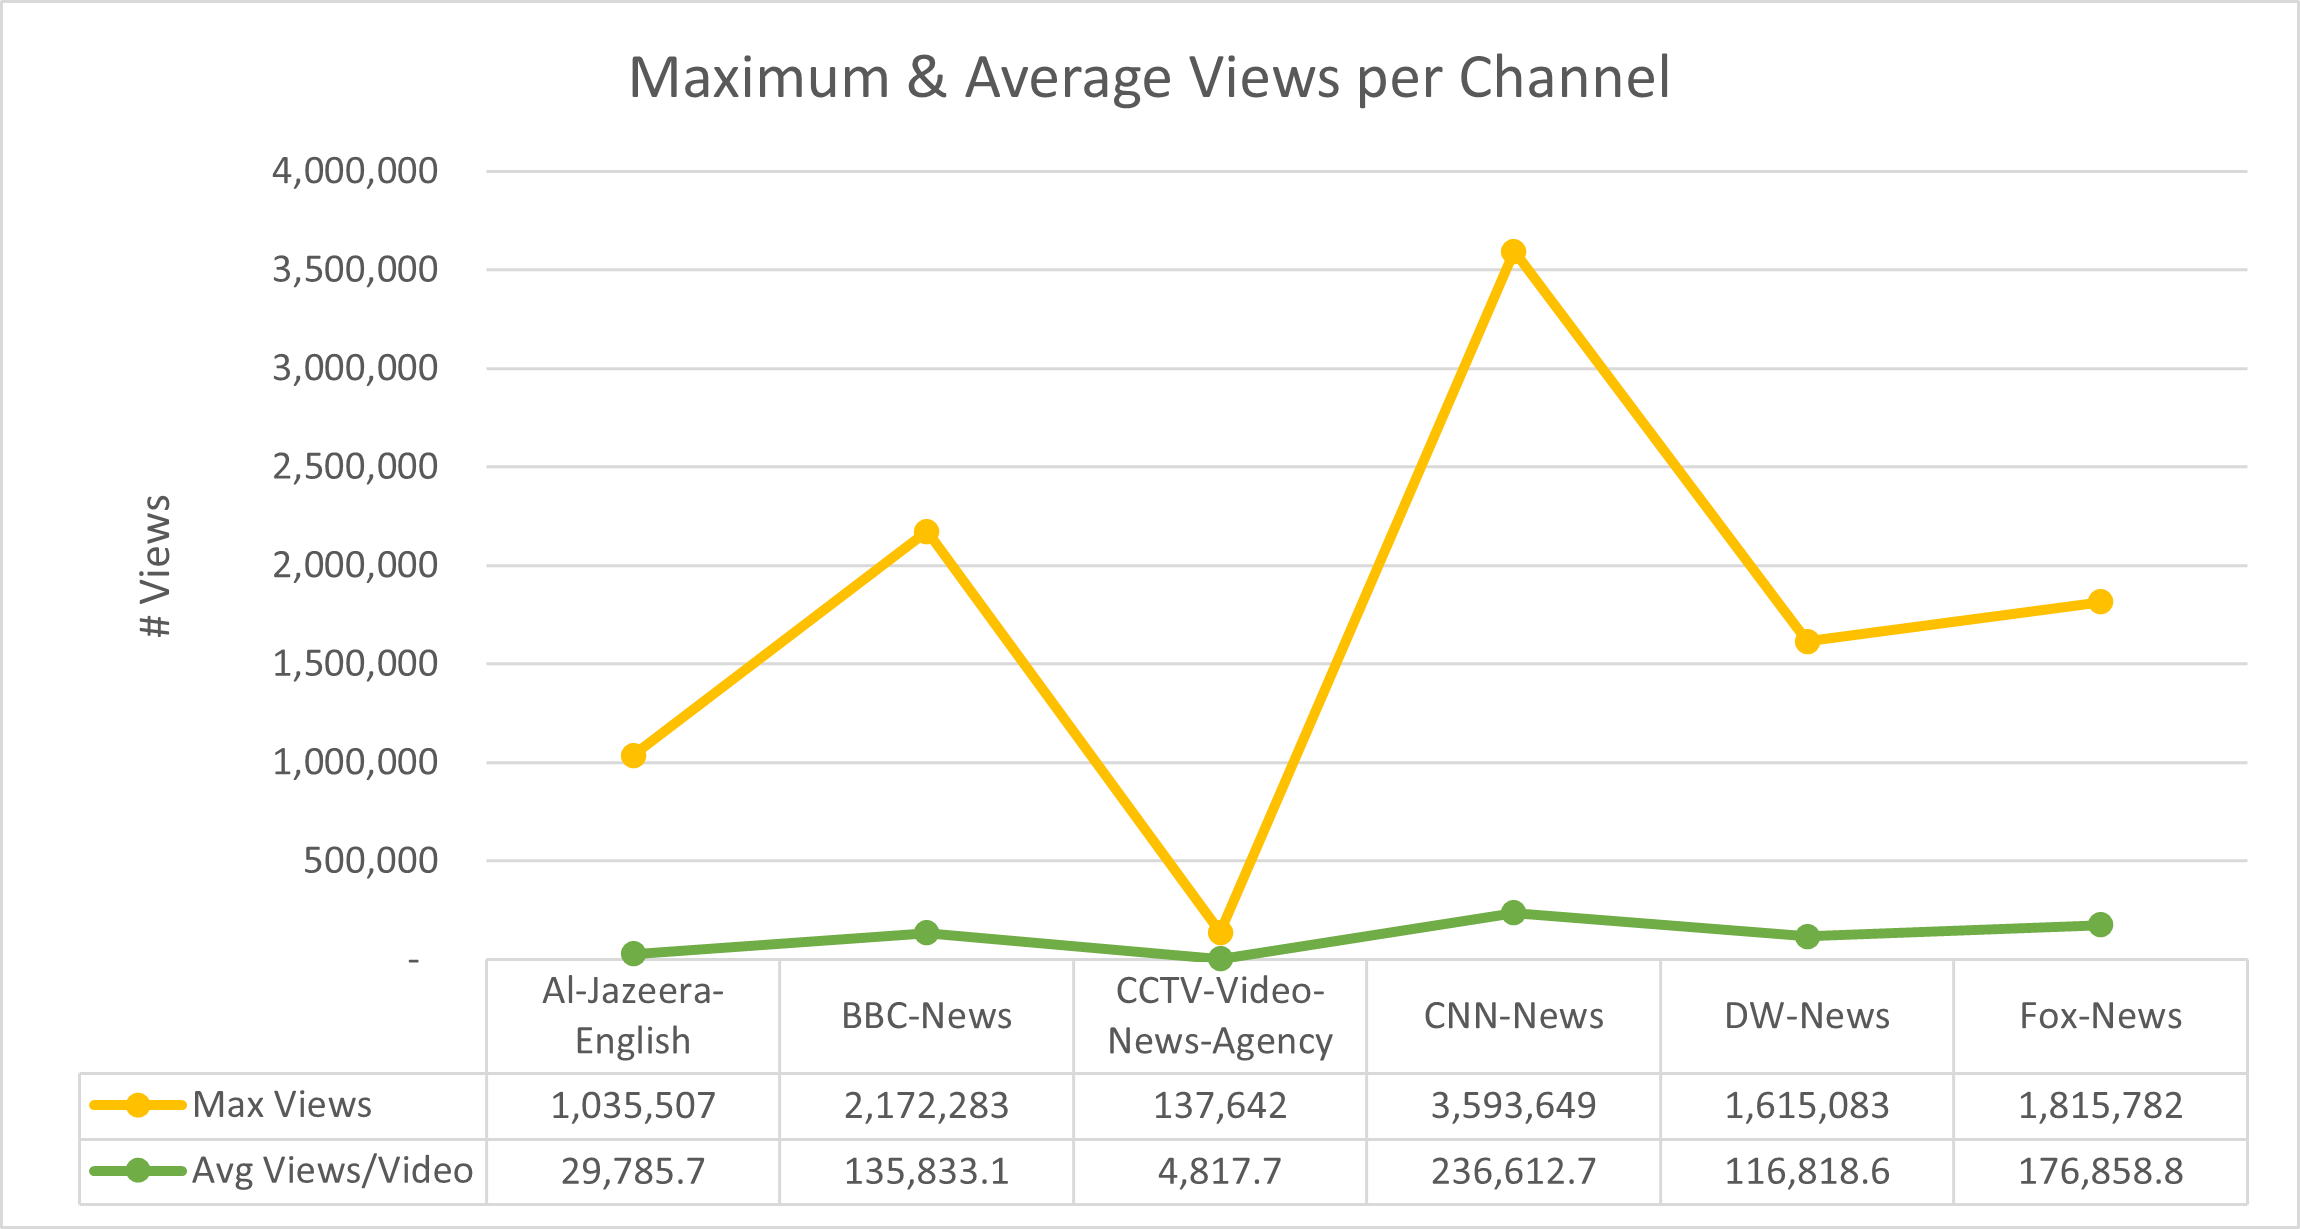 Maximum & Average Views per Channel
4,000,000
3,500,000
3,000,000
2,500,000
2,000,000
1,500,000
1,000,000
500,000
-
# Views
Al-Jazeera-
English
BBC-News
CCTV-Video-
News-Agency
CNN-News
DW-News
Fox-News
Max Views 1,035,507 2,172,283 137,642 3,593,649 1,615,083 1,815,782
Avg Views/Video 29,785.7 135,833.1 4,817.7 236,612.7 116,818.6 176,858.8